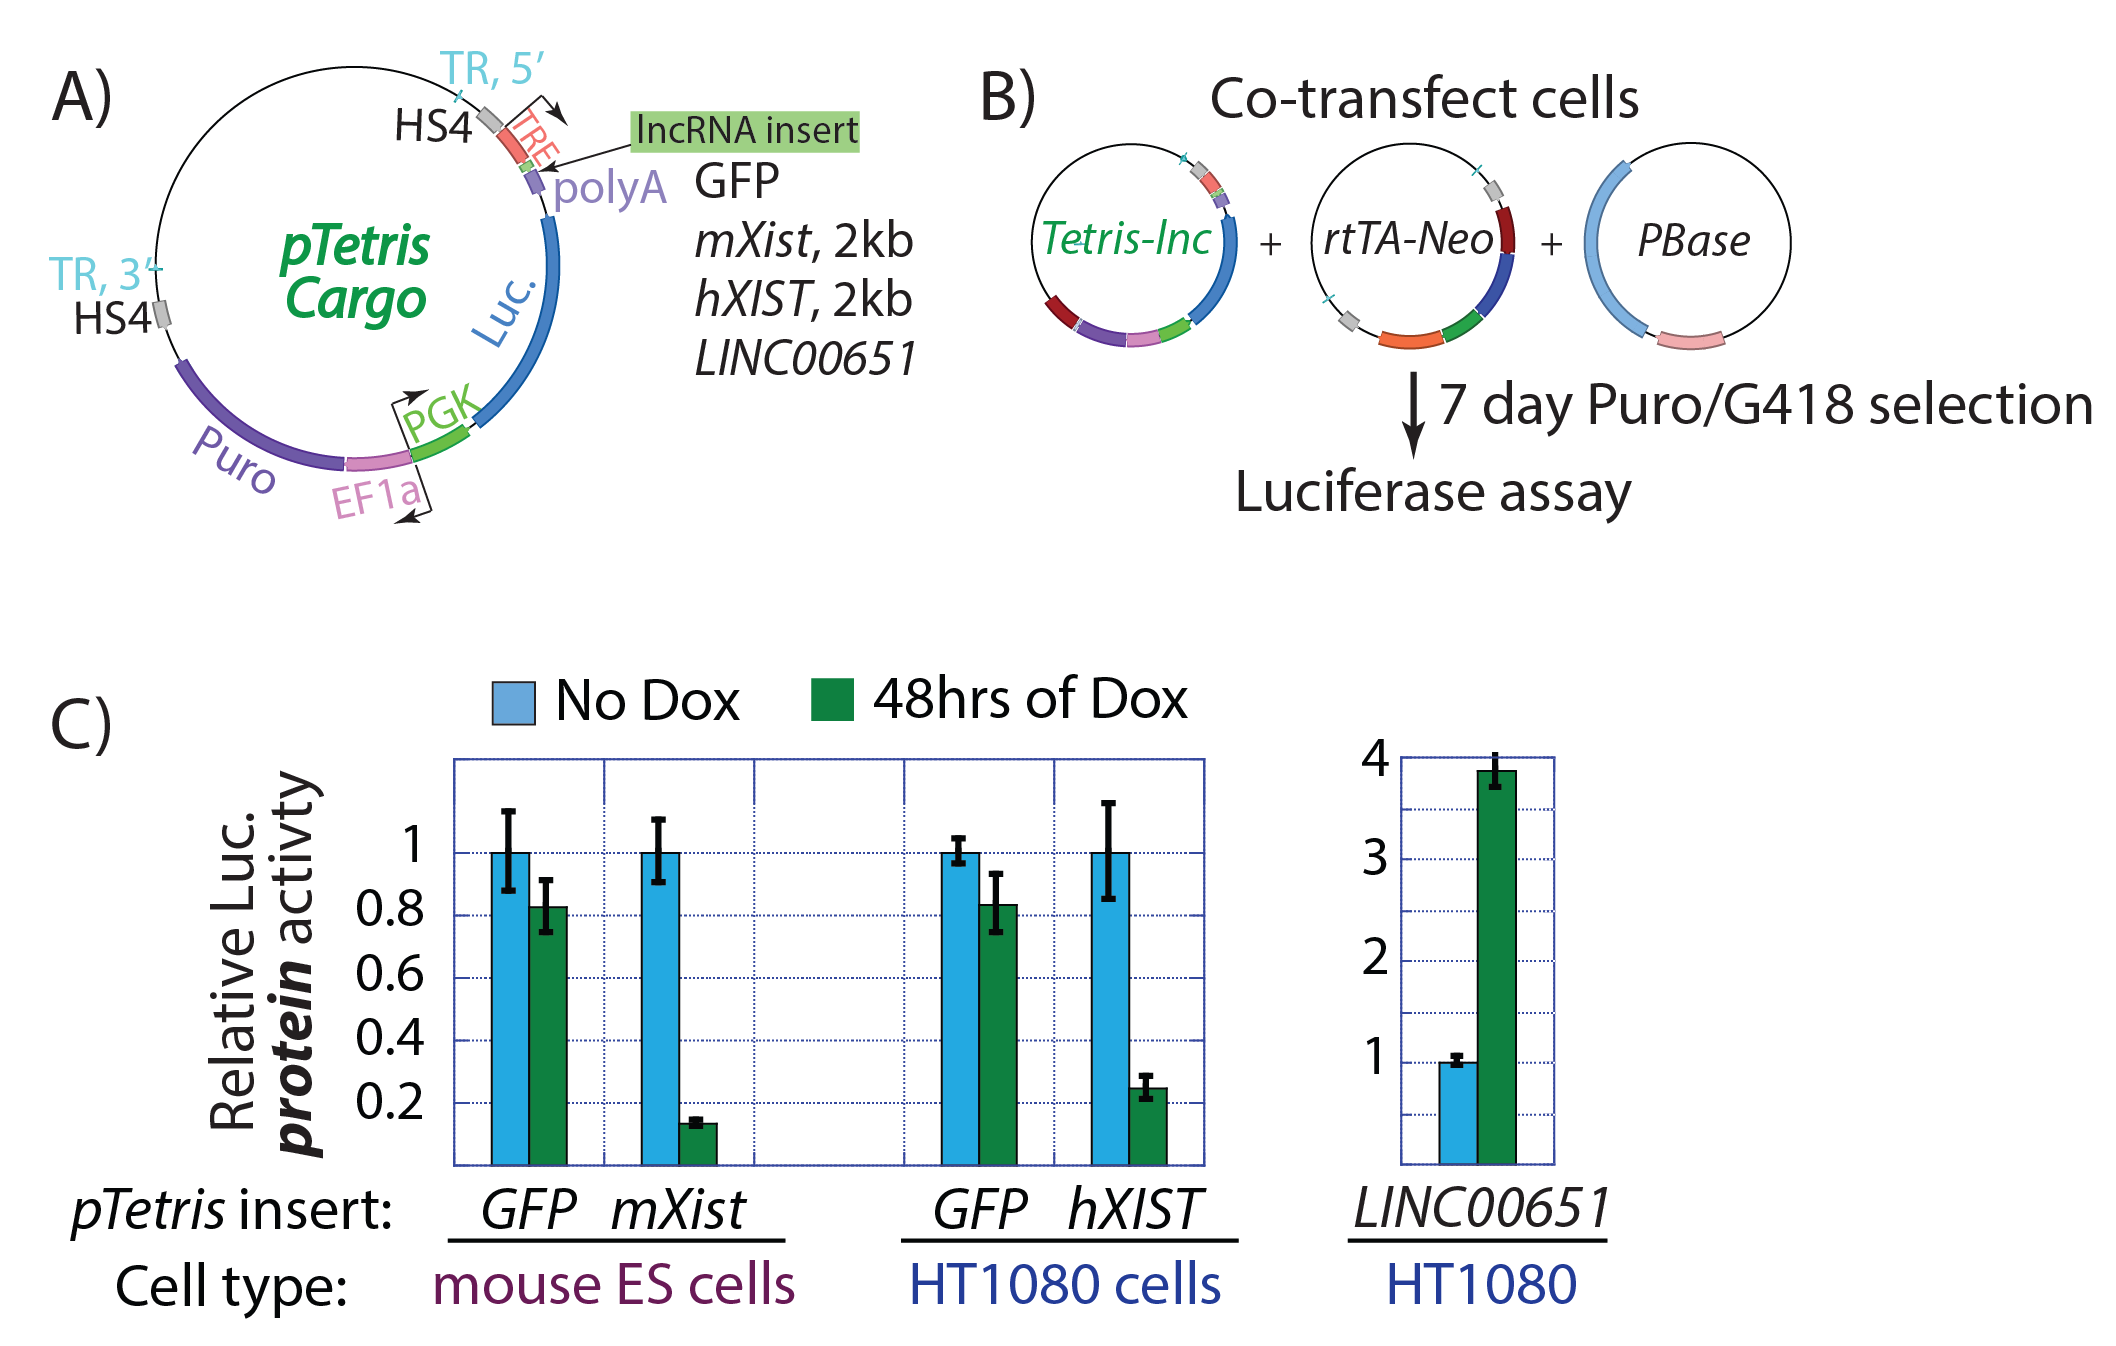 A)
TR, 5’
HS4
TRE
lncRNA insert
polyA
GFP
mXist, 2kb
hXIST, 2kb
LINC00651
pTetris
Cargo
TR, 3’
HS4
Luc.
PGK
EF1a
Puro
B)
Co-transfect cells
Tetris-lnc + rtTA-Neo + PBase
7 day Puro/G418 selection
Luciferase assay
C)
No Dox 48hrs of Dox
Relative Luc.
protein activty
1
0.8
0.6
0.4
0.2
4
3
2
1
pTetris insert: GFP mXist GFP hXIST LINC00651
Cell type: mouse ES cells HT1080 cells HT1080